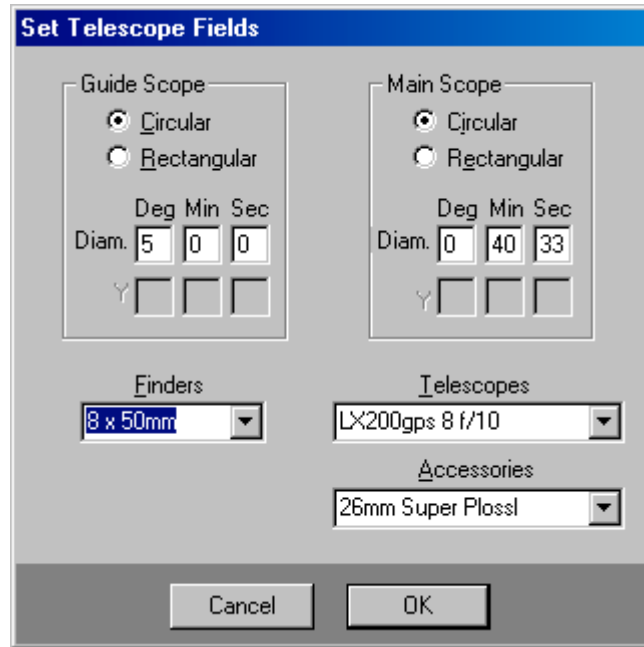 Set Telescope Fields
Guide Scope
Circular
Rectangular
Deg Min Sec
Diam. 5 0 0
Y
Main Scope
Circular
Rectangular
Deg Min Sec
Diam. 0 40 33
Y
Finders
8 x 50mm
Telescopes
LX200gps 8 f/10
Accessories
26mm Super Plossl
Cancel OK